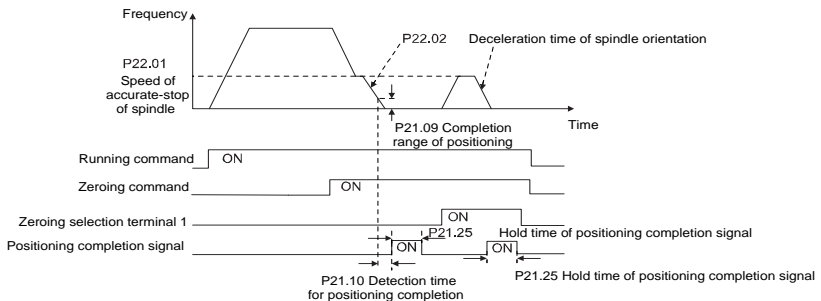 Frequency
P22.02
Deceleration time of spindle orientation
P22.01
Speed of
accurate-stop
of spindle
Time
P21.09 Completion
range of positioning
Running command
ON
Zeroing command
ON
Zeroing selection terminal 1
ON
P21.25
Hold time of positioning completion signal
Positioning completion signal
ON
ON
P21.10 Detection time
for positioning completion
P21.25 Hold time of positioning completion signal